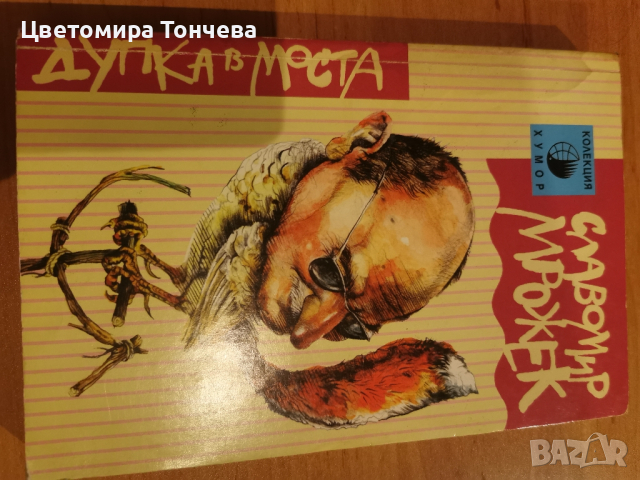 Цветомира Тончева
ДУПКА В МОСТА
КОЛЕКЦИЯ
ХУМОР
СЛАВОМИР
МРОЖЕК
BAZAR